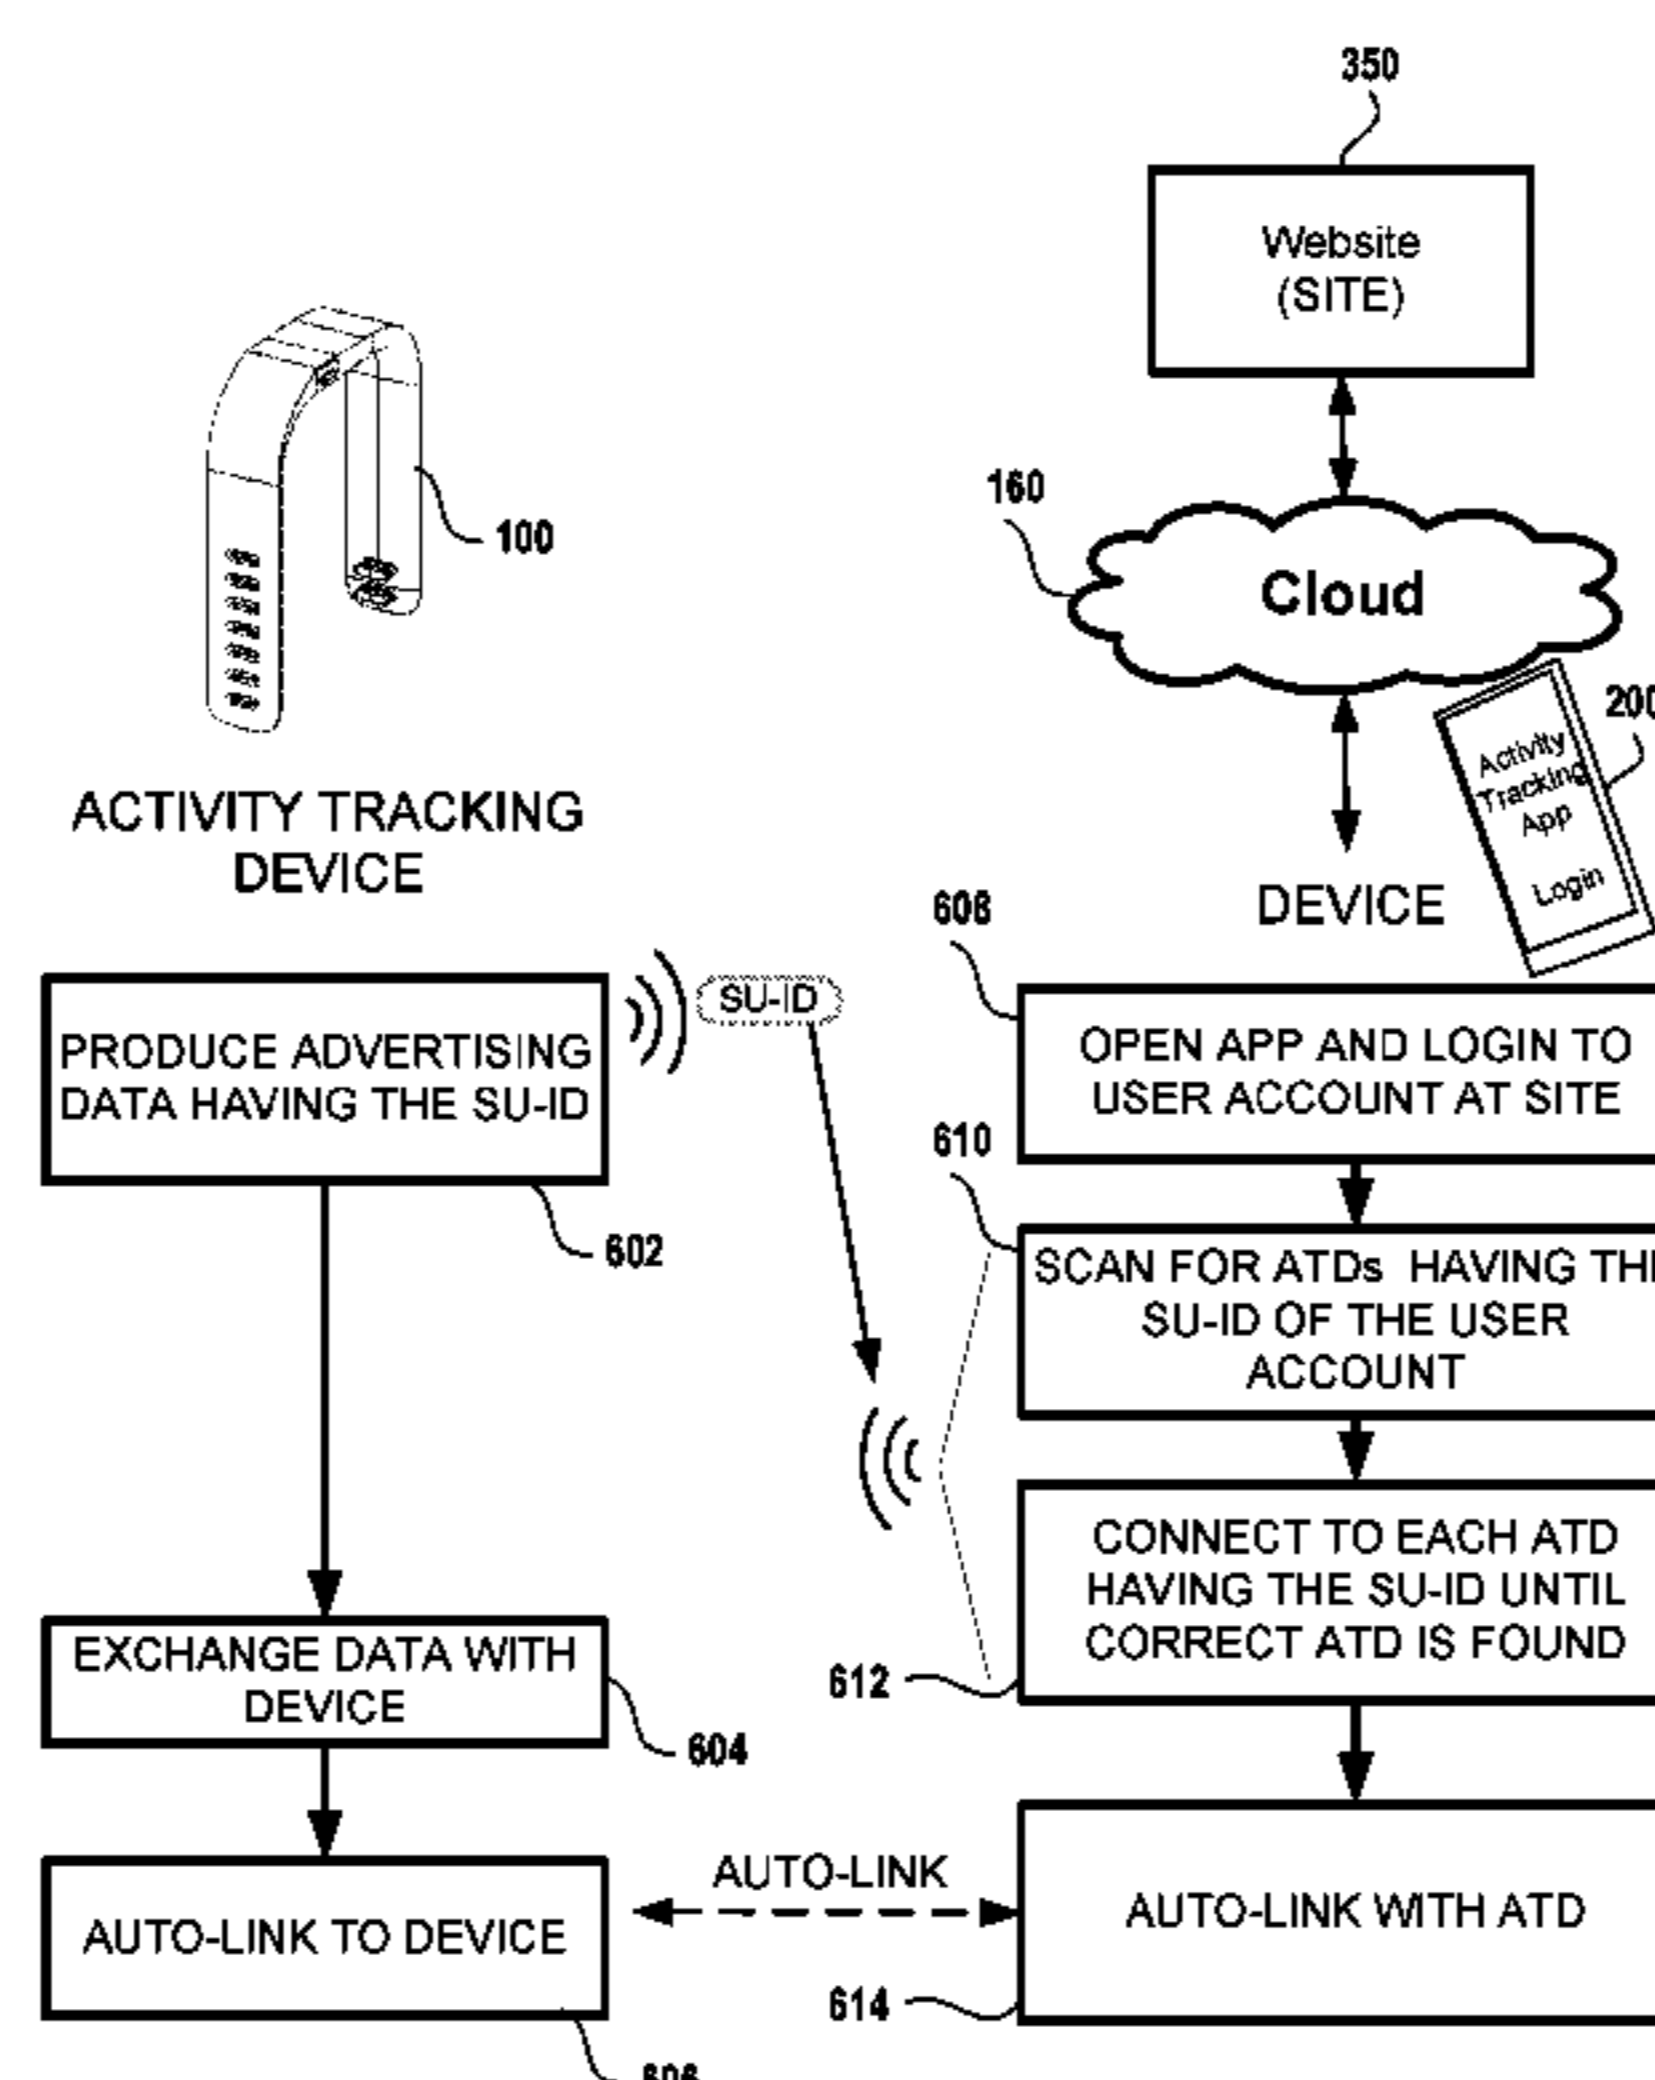 350
Website
(SITE)
160
Cloud
100
200
Activity
Tracking
App
Login
ACTIVITY TRACKING
DEVICE
DEVICE
608
SU-ID
PRODUCE ADVERTISING
DATA HAVING THE SU-ID
602
OPEN APP AND LOGIN TO
USER ACCOUNT AT SITE
610
SCAN FOR ATDs HAVING THE
SU-ID OF THE USER
ACCOUNT
CONNECT TO EACH ATD
HAVING THE SU-ID UNTIL
CORRECT ATD IS FOUND
612
EXCHANGE DATA WITH
DEVICE
604
AUTO-LINK
AUTO-LINK TO DEVICE
AUTO-LINK WITH ATD
614
606